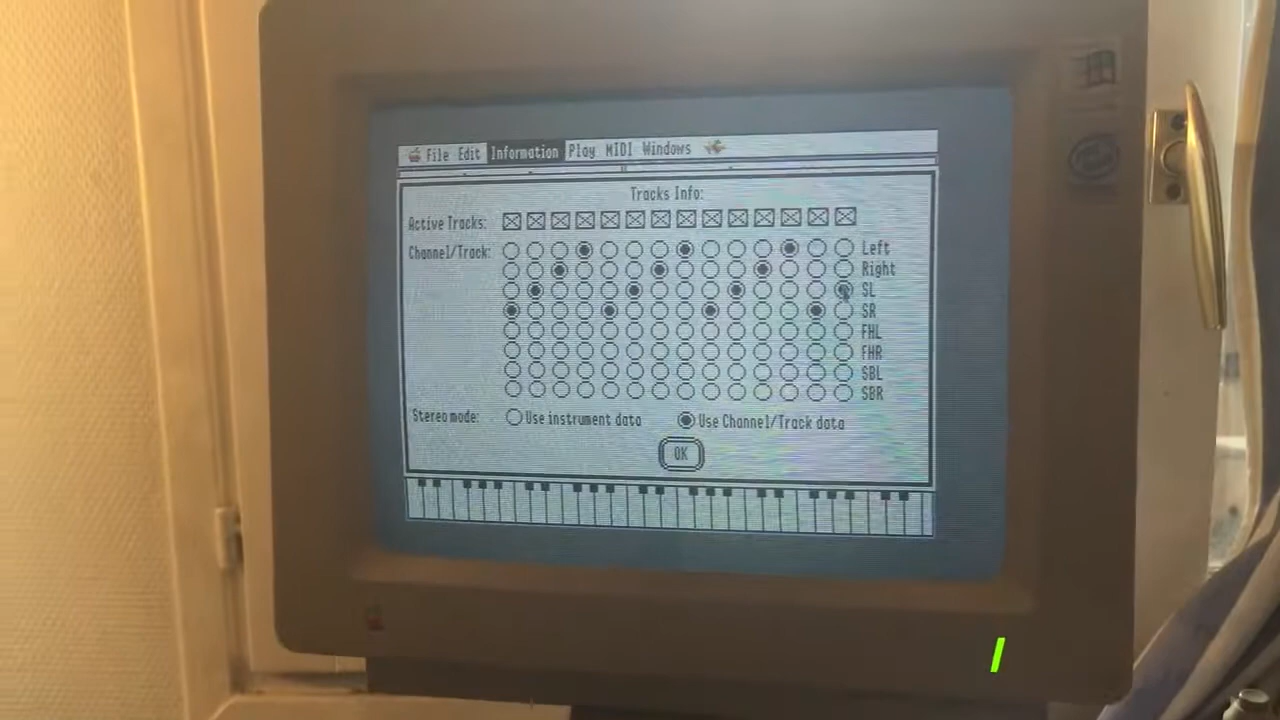 File Edit Information Play MIDI Windows
Tracks Info:
Active Tracks:
Channel/Track:
Left
Right
SL
SR
FHL
FHR
SBL
SBR
Stereo mode: Use instrument data Use Channel/Track data
OK